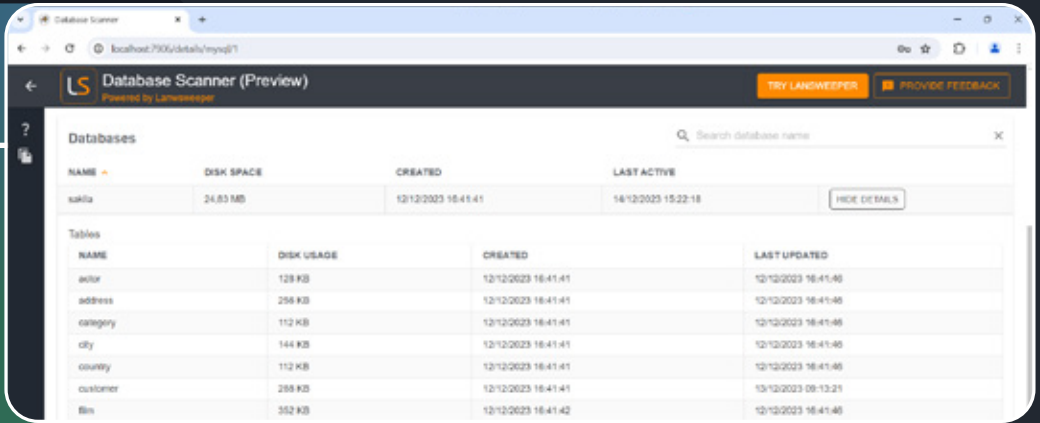 Database Scanner
localhost:7906/details/mysql/1
LS Database Scanner (Preview)
Powered by Lansweeper
TRY LANSWEEPER PROVIDE FEEDBACK
?
Databases Search database name
NAME DISK SPACE CREATED LAST ACTIVE
sakila 24,83 MB 12/12/2023 16:41:41 14/12/2023 15:22:18 HIDE DETAILS
Tables
NAME DISK USAGE CREATED LAST UPDATED
actor 128 KB 12/12/2023 16:41:41 12/12/2023 16:41:46
address 256 KB 12/12/2023 16:41:41 12/12/2023 16:41:46
category 112 KB 12/12/2023 16:41:41 12/12/2023 16:41:46
city 144 KB 12/12/2023 16:41:41 12/12/2023 16:41:46
country 112 KB 12/12/2023 16:41:41 12/12/2023 16:41:46
customer 12/12/2023 16:41:41 13/12/2023 09:13:21
film 352 KB 12/12/2023 16:41:42 12/12/2023 16:41:46